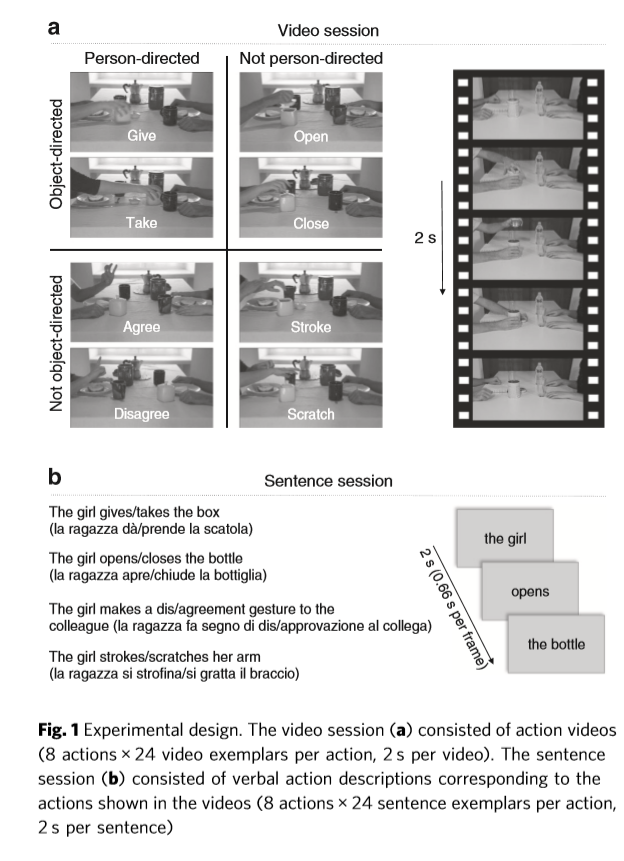 a
Video session
Person-directed
Not person-directed
Object-directed
Give
Open
Take
Close
2 s
Not object-directed
Agree
Stroke
Disagree
Scratch
b
Sentence session
The girl gives/takes the box
(la ragazza dà/prende la scatola)
The girl opens/closes the bottle
(la ragazza apre/chiude la bottiglia)
The girl makes a dis/agreement gesture to the
colleague (la ragazza fa segno di dis/approvazione al collega)
The girl strokes/scratches her arm
(la ragazza si strofina/si gratta il braccio)
the girl
opens
the bottle
2 s (0.66 s per frame)
Fig. 1 Experimental design. The video session (a) consisted of action videos
(8 actions × 24 video exemplars per action, 2 s per video). The sentence
session (b) consisted of verbal action descriptions corresponding to the
actions shown in the videos (8 actions × 24 sentence exemplars per action,
2 s per sentence)